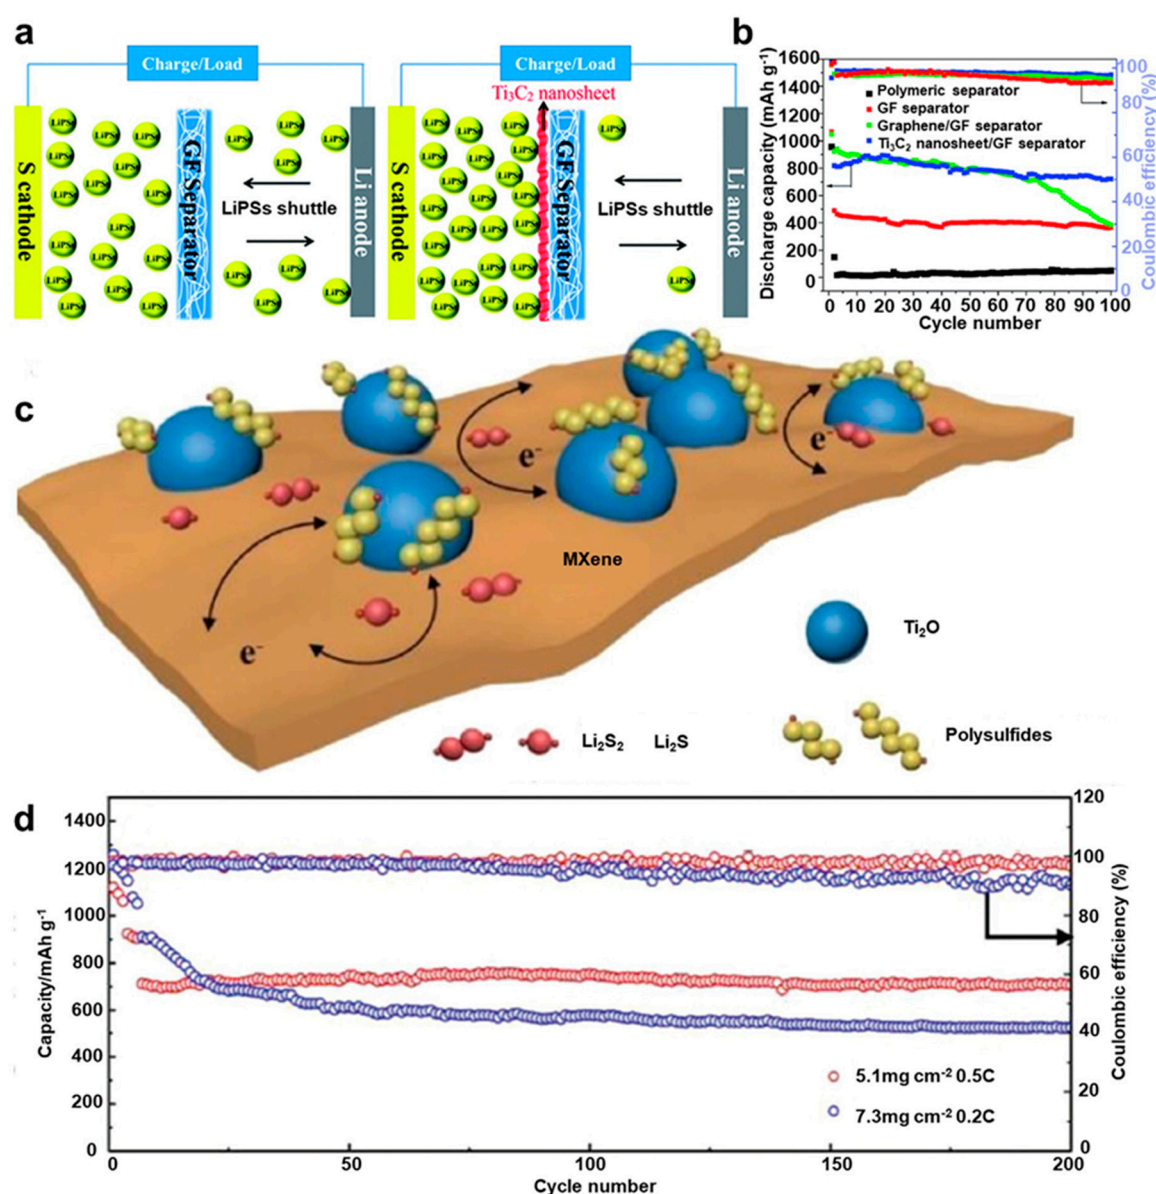 a
Charge/Load
S cathode
LiPSs
GF Separator
LiPSs shuttle
Li anode
Charge/Load
Ti₃C₂ nanosheet
S cathode
LiPSs
GF Separator
LiPSs shuttle
Li anode
b
Discharge capacity (mAh g⁻¹)
1600
1400
1200
1000
800
600
400
200
0
Polymeric separator
GF separator
Graphene/GF separator
Ti₃C₂ nanosheet/GF separator
100
80
60
40
20
0
Coulombic efficiency (%)
0 10 20 30 40 50 60 70 80 90 100
Cycle number
c
e⁻
e⁻
e⁻
MXene
Ti₂O
Li₂S₂ Li₂S
Polysulfides
d
Capacity/mAh g⁻¹
1400
1200
1000
800
600
400
200
0
120
100
80
60
40
20
0
Coulombic efficiency (%)
5.1mg cm⁻² 0.5C
7.3mg cm⁻² 0.2C
0 50 100 150 200
Cycle number